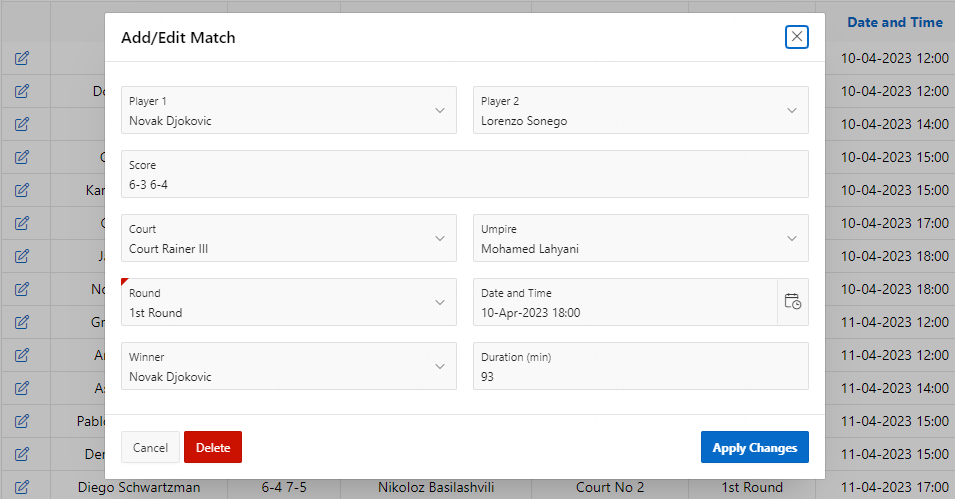 Date and Time
Add/Edit Match
10-04-2023 12:00
Player 1
Player 2
10-04-2023 12:00
Novak Djokovic
Lorenzo Sonego
10-04-2023 14:00
Score
10-04-2023 15:00
6-3 6-4
Kar
10-04-2023 15:00
Court
Umpire
10-04-2023 17:00
Court Rainer III
Mohamed Lahyani
10-04-2023 18:00
Round
Date and Time
No
10-04-2023 18:00
1st Round
10-Apr-2023 18:00
Gr
11-04-2023 12:00
Winner
Duration (min)
11-04-2023 12:00
Novak Djokovic
93
11-04-2023 14:00
Pablo
11-04-2023 15:00
Cancel
Delete
Apply Changes
Der
11-04-2023 15:00
Diego Schwartzman
6-4 7-5
Nikoloz Basilashvili
Court No 2
1st Round
11-04-2023 17:00